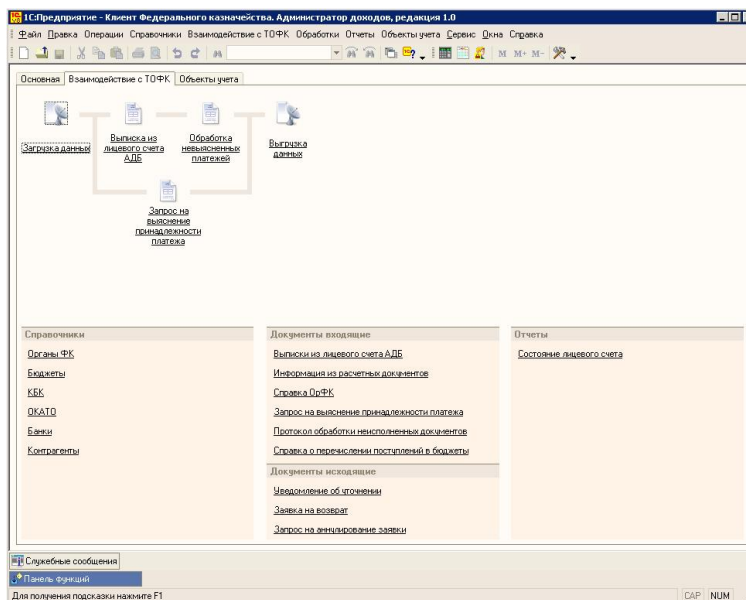 1С:Предприятие - Клиент Федерального казначейства. Администратор доходов, редакция 1.0
Файл Правка Операции Справочники Взаимодействие с ТОФК Обработки Отчеты Объекты учета Сервис Окна Справка
M M+ M-
Основная Взаимодействие с ТОФК Объекты учета
Загрузка данных
Выписка из
лицевого счета
АДБ
Обработка
невыясненных
платежей
Выгрузка
данных
Запрос на
выяснение
принадлежности
платежа
Справочники
Органы ФК
Бюджеты
КБК
ОКАТО
Банки
Контрагенты
Документы входящие
Выписки из лицевого счета АДБ
Информация из расчетных документов
Справка ОрФК
Запрос на выяснение принадлежности платежа
Протокол обработки неисполненных документов
Справка о перечислении поступлений в бюджеты
Документы исходящие
Уведомление об уточнении
Заявка на возврат
Запрос на аннулирование заявки
Отчеты
Состояние лицевого счета
Служебные сообщения
Панель функций
Для получения подсказки нажмите F1
CAP NUM